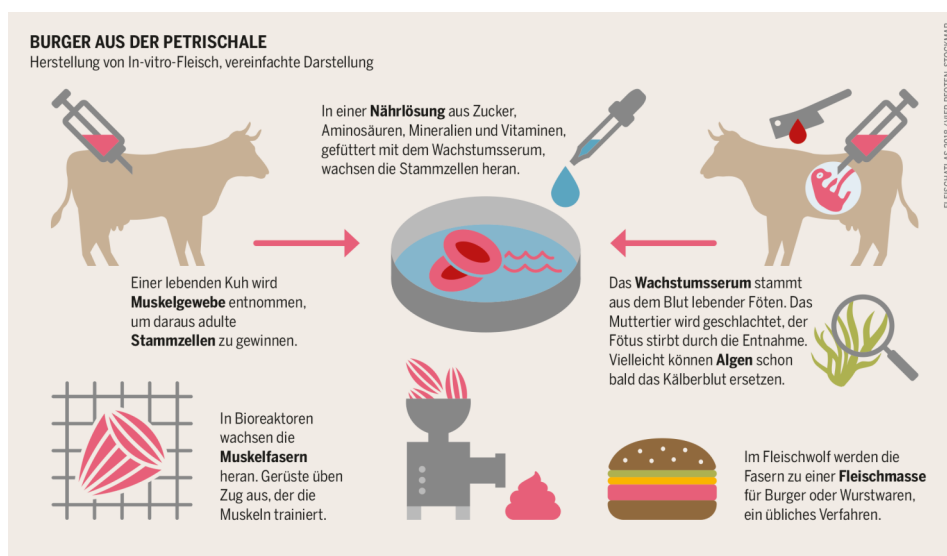 BURGER AUS DER PETRISCHALE
Herstellung von In-vitro-Fleisch, vereinfachte Darstellung
In einer Nährlösung aus Zucker,
Aminosäuren, Mineralien und Vitaminen,
gefüttert mit dem Wachstumsserum,
wachsen die Stammzellen heran.
Einer lebenden Kuh wird
Muskelgewebe entnommen,
um daraus adulte
Stammzellen zu gewinnen.
Das Wachstumsserum stammt
aus dem Blut lebender Föten. Das
Muttertier wird geschlachtet, der
Fötus stirbt durch die Entnahme.
Vielleicht können Algen schon
bald das Kälberblut ersetzen.
In Bioreaktoren
wachsen die
Muskelfasern
heran. Gerüste üben
Zug aus, der die
Muskeln trainiert.
Im Fleischwolf werden die
Fasern zu einer Fleischmasse
für Burger oder Wurstwaren,
ein übliches Verfahren.